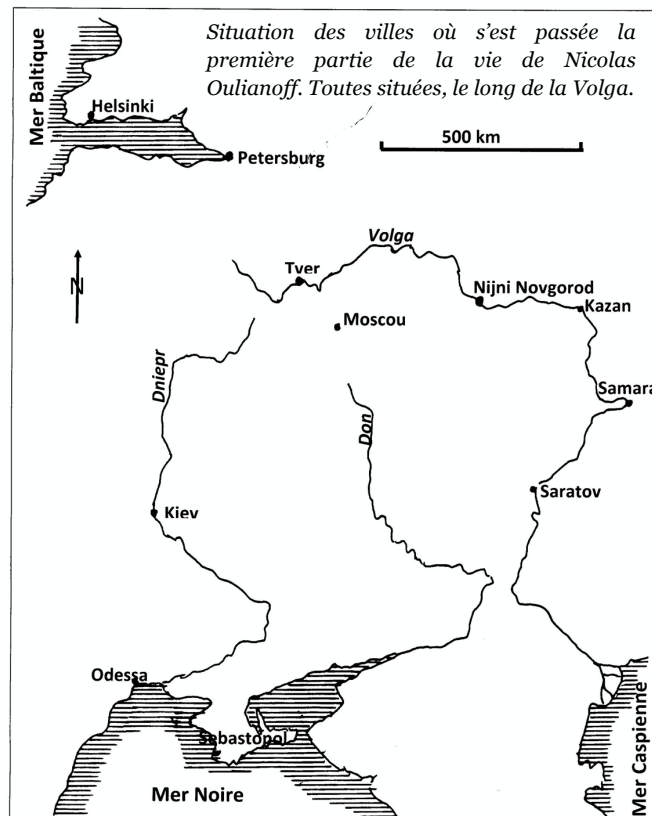 Situation des villes où s'est passée la
première partie de la vie de Nicolas
Oulianoff. Toutes situées, le long de la Volga.
Mer Baltique
Helsinki
Petersburg
500 km
N
Volga
Tver
Nijni Novgorod
Kazan
Moscou
Dniepr
Don
Samara
Saratov
Kiev
Odessa
Sebastopol
Mer Noire
Mer Caspienne